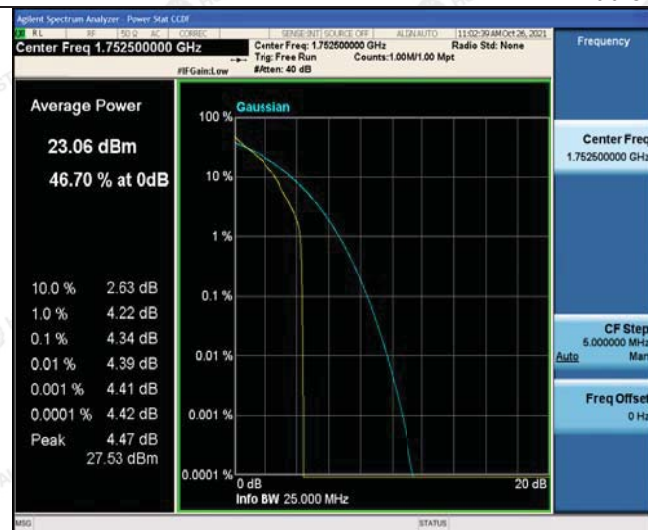 Agilent Spectrum Analyzer - Power Stat CCDF
RL RF 50 Ω AC CORREC SENSE:INT SOURCE OFF ALIGN AUTO 11:02:39 AM Oct 26, 2021
Center Freq 1.752500000 GHz
Center Freq: 1.752500000 GHz Radio Std: None
Trig: Free Run Counts:1.00M/1.00 Mpt
#IFGain:Low #Atten: 40 dB
Frequency
Average Power
23.06 dBm
46.70 % at 0dB
10.0 % 2.63 dB
1.0 % 4.22 dB
0.1 % 4.34 dB
0.01 % 4.39 dB
0.001 % 4.41 dB
0.0001 % 4.42 dB
Peak 4.47 dB
27.53 dBm
Gaussian
100 %
10 %
1 %
0.1 %
0.01 %
0.001 %
0.0001 %
0 dB 20 dB
Info BW 25.000 MHz
Center Freq
1.752500000 GHz
CF Step
5.000000 MHz
Auto Man
Freq Offset
0 Hz
MSG STATUS